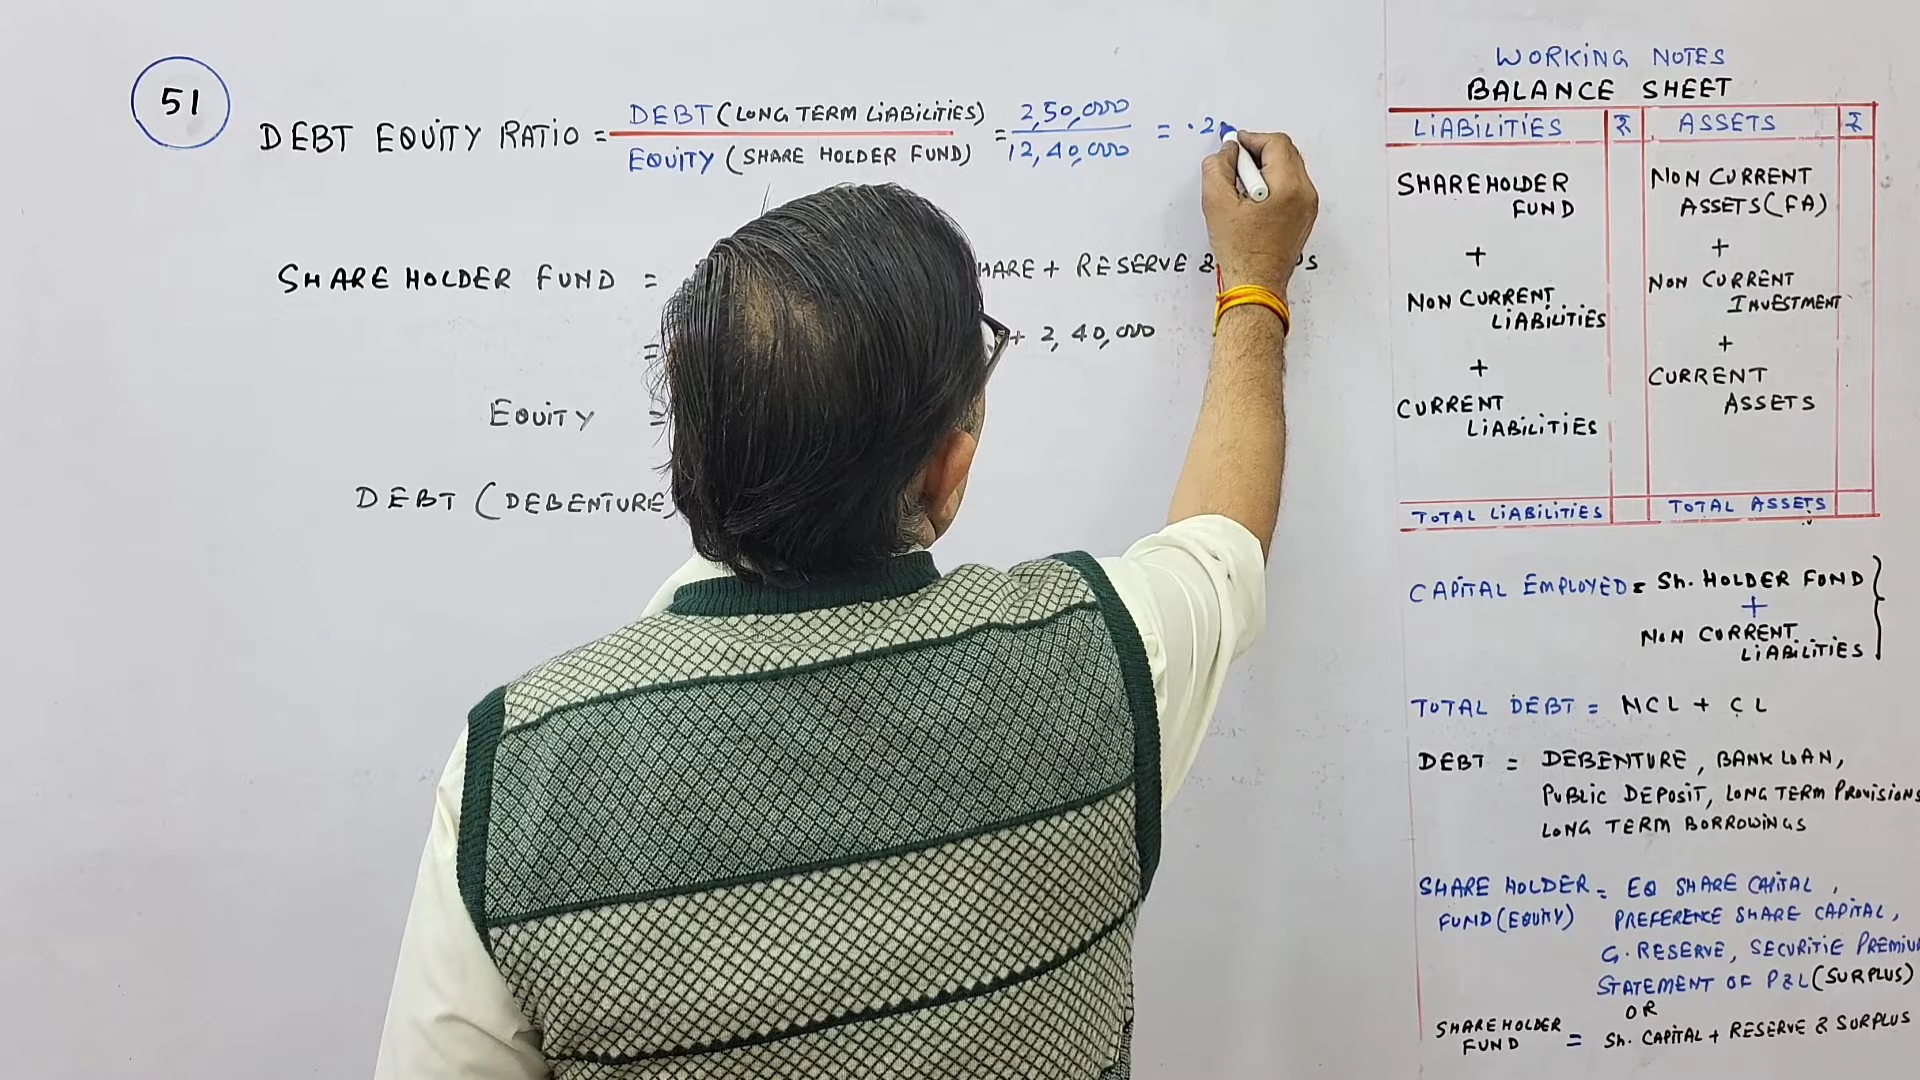 51
DEBT EQUITY RATIO = DEBT (LONG TERM LIABILITIES) = 2,50,000 = .2
EQUITY (SHARE HOLDER FUND) 12,40,000
SHARE HOLDER FUND = HARE + RESERVE &
= + 2,40,000
EQUITY =
DEBT (DEBENTURE)
WORKING NOTES
BALANCE SHEET
LIABILITIES ₹ ASSETS ₹
SHAREHOLDER FUND
+
NON CURRENT LIABILITIES
+
CURRENT LIABILITIES
NON CURRENT ASSETS (FA)
+
NON CURRENT INVESTMENT
+
CURRENT ASSETS
TOTAL LIABILITIES TOTAL ASSETS
CAPITAL EMPLOYED = Sh. HOLDER FUND
+
NON CURRENT LIABILITIES
TOTAL DEBT = NCL + CL
DEBT = DEBENTURE, BANK LOAN,
PUBLIC DEPOSIT, LONG TERM PROVISIONS
LONG TERM BORROWINGS
SHARE HOLDER = EQ SHARE CAPITAL,
FUND (EQUITY) PREFERENCE SHARE CAPITAL,
G. RESERVE, SECURITIE PREMIU
STATEMENT OF P&L (SURPLUS)
OR
SHAREHOLDER FUND = Sh. CAPITAL + RESERVE & SURPLUS